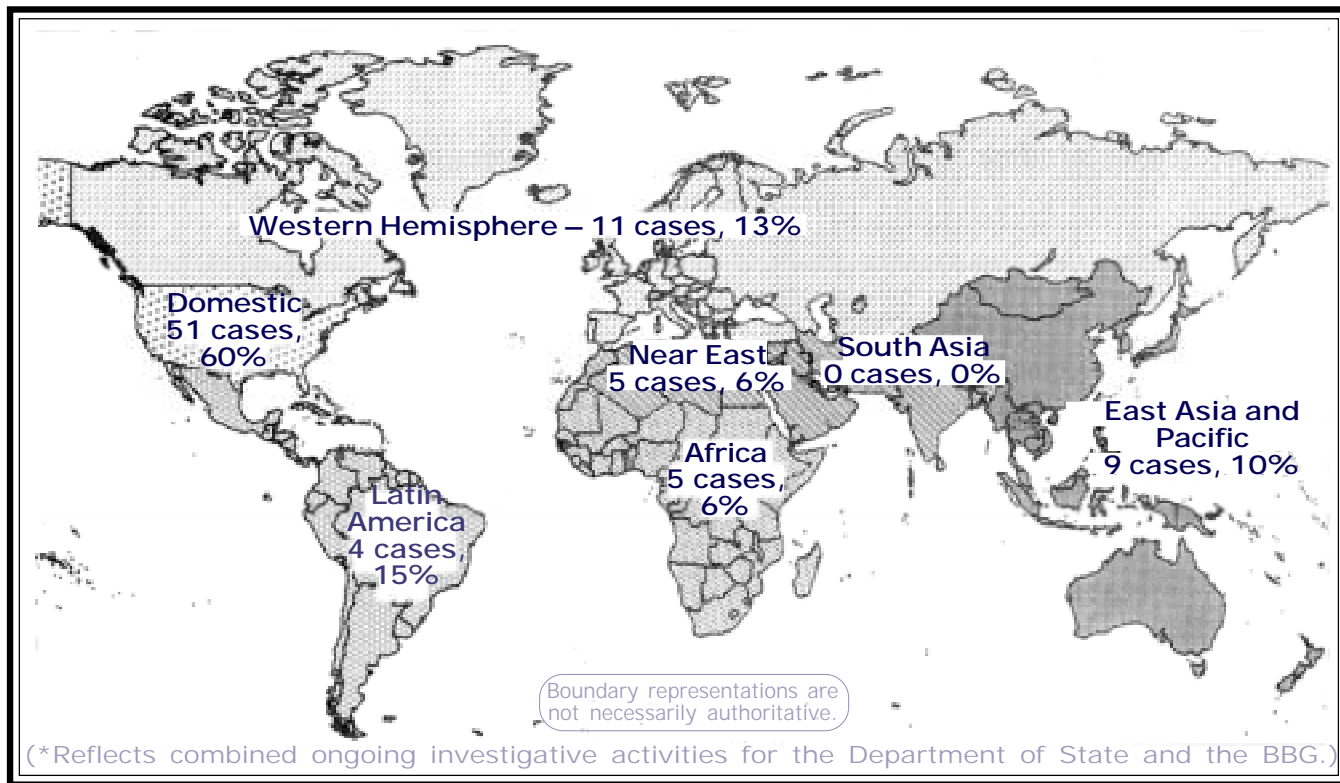 Western Hemisphere – 11 cases, 13%
Domestic
51 cases,
60%
Near East
5 cases, 6%
South Asia
0 cases, 0%
East Asia and
Pacific
9 cases, 10%
Africa
5 cases,
6%
Latin
America
4 cases,
15%
Boundary representations are
not necessarily authoritative.
(*Reflects combined ongoing investigative activities for the Department of State and the BBG.)